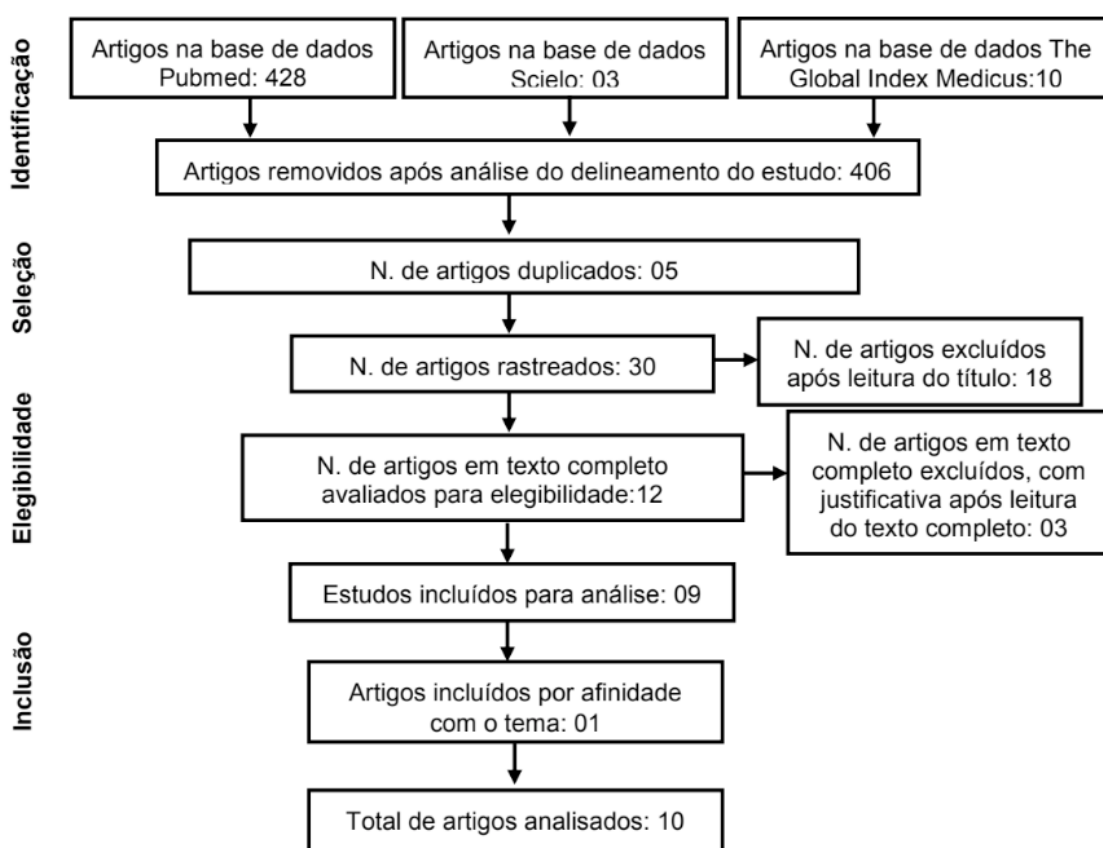 Identificação
Artigos na base de dados
Pubmed: 428
Artigos na base de dados
Scielo: 03
Artigos na base de dados The
Global Index Medicus:10
Artigos removidos após análise do delineamento do estudo: 406
Seleção
N. de artigos duplicados: 05
N. de artigos rastreados: 30
N. de artigos excluídos
após leitura do título: 18
Elegibilidade
N. de artigos em texto completo
avaliados para elegibilidade:12
N. de artigos em texto
completo excluídos, com
justificativa após leitura
do texto completo: 03
Estudos incluídos para análise: 09
Inclusão
Artigos incluídos por afinidade
com o tema: 01
Total de artigos analisados: 10